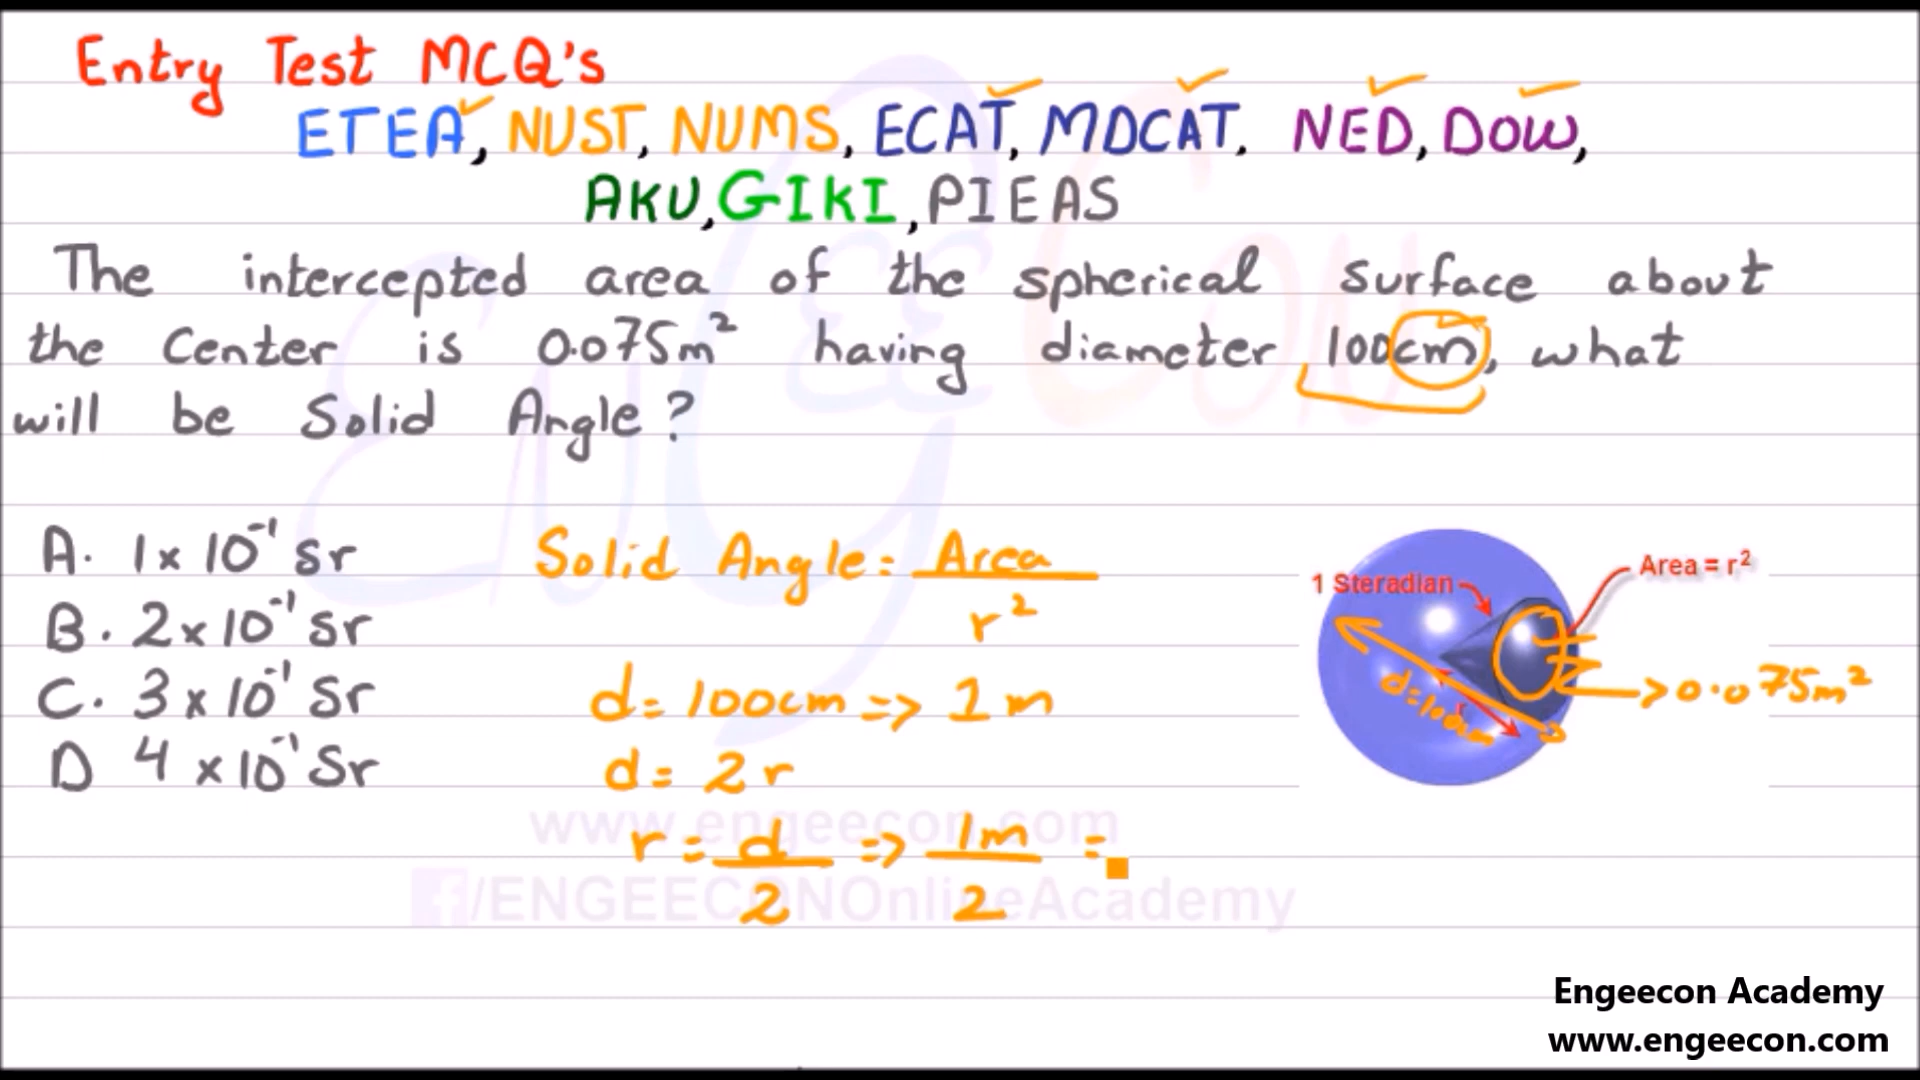 Entry Test MCQ's
ETEA, NUST, NUMS, ECAT, MDCAT. NED, DOW,
AKU, GIKI, PIEAS
The intercepted area of the spherical surface about
the Center is 0.075m² having diameter 100cm, what
will be Solid Angle?
A. 1 x 10⁻¹ Sr
B. 2 x 10⁻¹ Sr
C. 3 x 10⁻¹ Sr
D 4 x 10⁻¹ Sr
Solid Angle = Area
r²
d = 100cm => 1m
d = 2r
r = d/2 => 1m/2 =
1 Steradian
Area = r²
r
d=100cm
0.075m²
EnGEECON
www.engeecon.com
f/ENGEECONOnlineAcademy
Engeecon Academy
www.engeecon.com